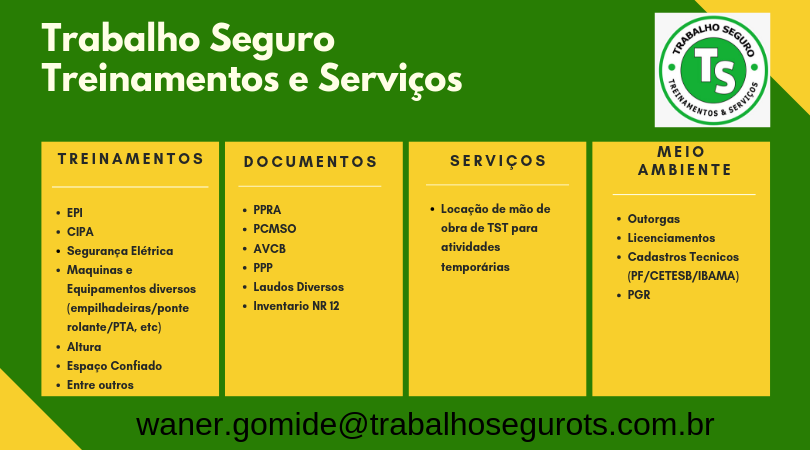 Trabalho Seguro
Treinamentos e Serviços
TRABALHO SEGURO
TS
TREINAMENTOS & SERVIÇOS
TREINAMENTOS
• EPI
• CIPA
• Segurança Elétrica
• Maquinas e
Equipamentos diversos
(empilhadeiras/ponte
rolante/PTA, etc)
• Altura
• Espaço Confiado
• Entre outros
DOCUMENTOS
• PPRA
• PCMSO
• AVCB
• PPP
• Laudos Diversos
• Inventario NR 12
SERVIÇOS
• Locação de mão de
obra de TST para
atividades
temporárias
MEIO
AMBIENTE
• Outorgas
• Licenciamentos
• Cadastros Tecnicos
(PF/CETESB/IBAMA)
• PGR
waner.gomide@trabalhosegurots.com.br